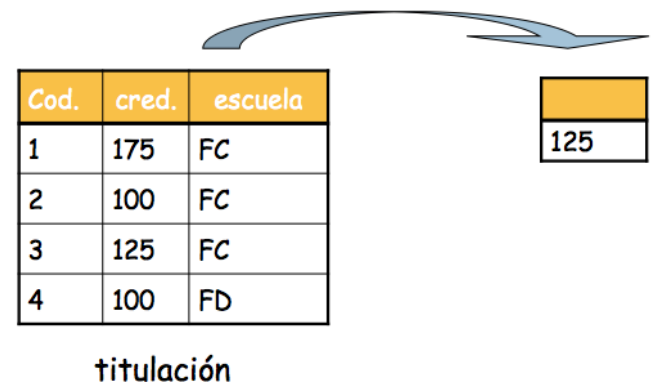 Cod. cred. escuela
1 175 FC
125
2 100 FC
3 125 FC
4 100 FD
titulación